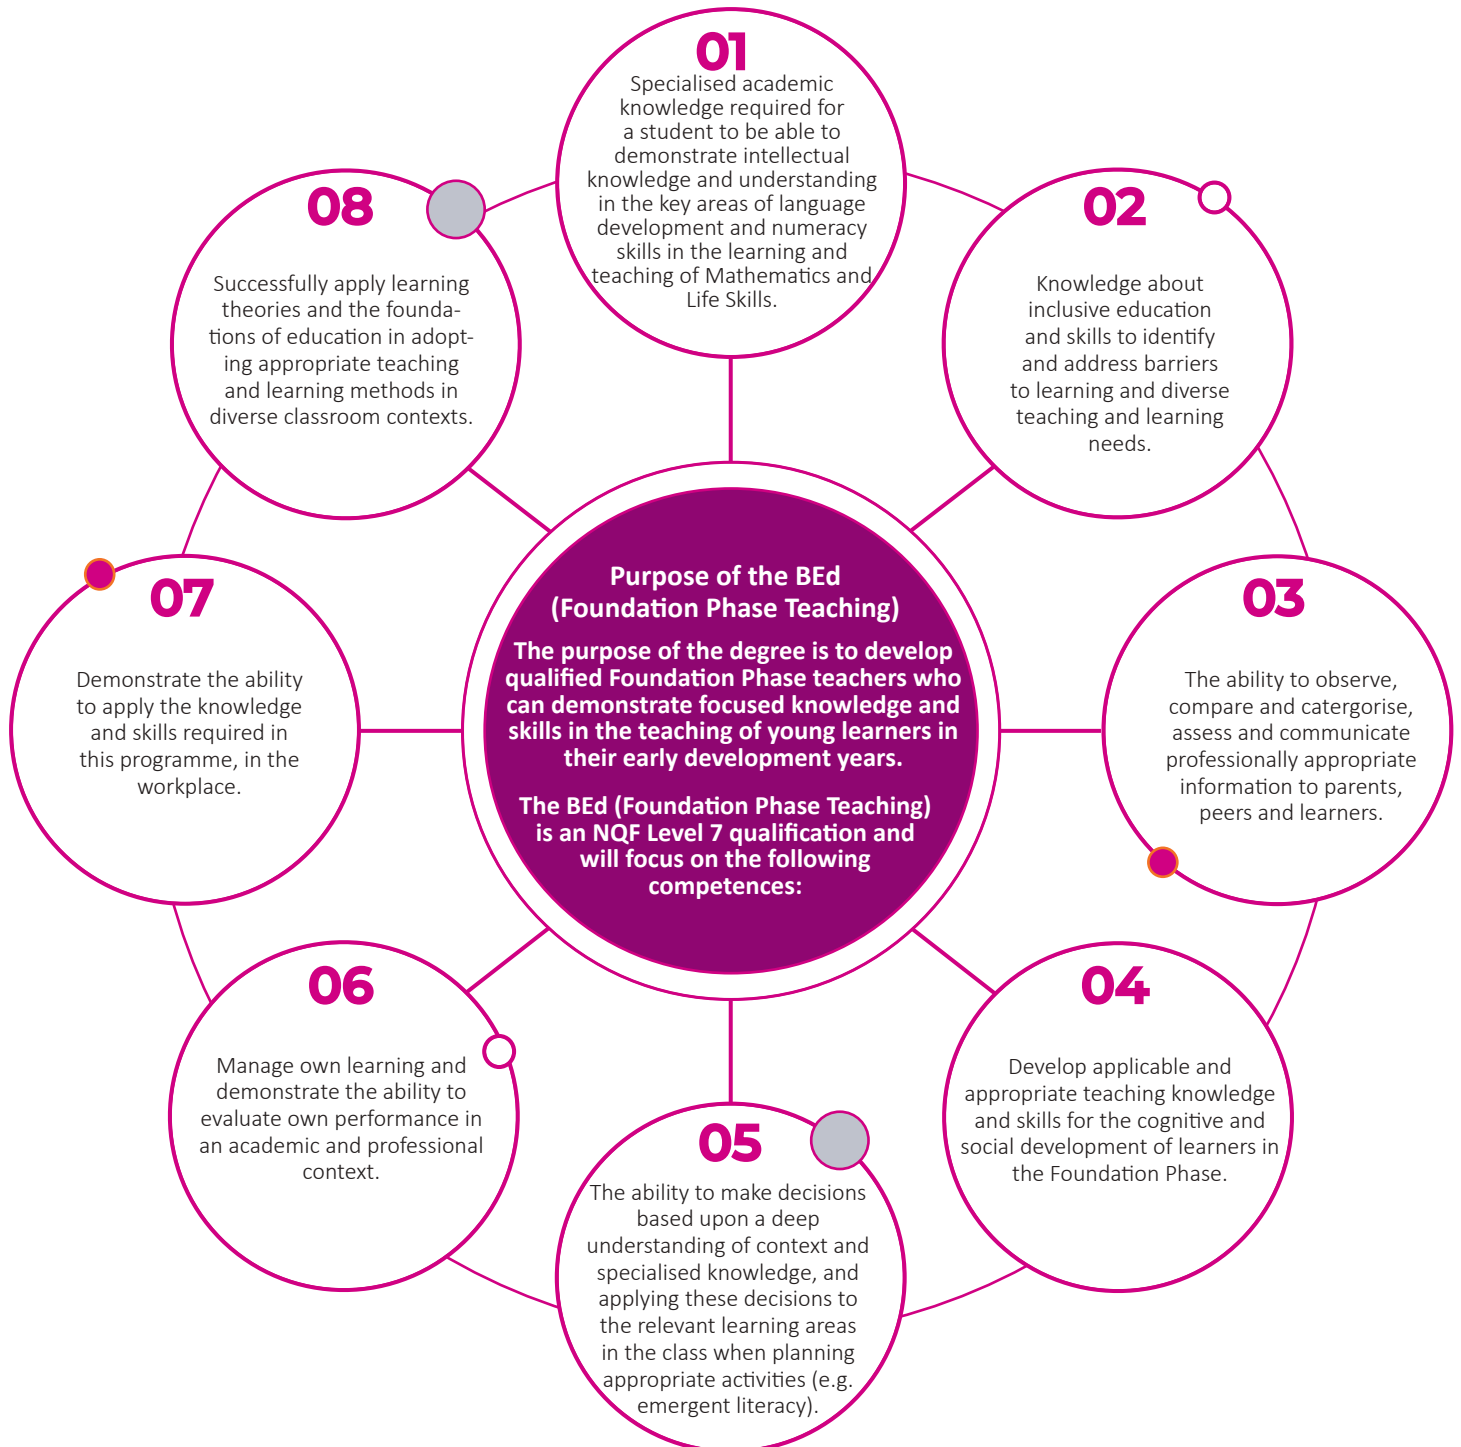 Purpose of the BEd
(Foundation Phase Teaching)
The purpose of the degree is to develop
qualified Foundation Phase teachers who
can demonstrate focused knowledge and
skills in the teaching of young learners in
their early development years.
The BEd (Foundation Phase Teaching)
is an NQF Level 7 qualification and
will focus on the following
competences:
01
Specialised academic
knowledge required for
a student to be able to
demonstrate intellectual
knowledge and understanding
in the key areas of language
development and numeracy
skills in the learning and
teaching of Mathematics and
Life Skills.
02
Knowledge about
inclusive education
and skills to identify
and address barriers
to learning and diverse
teaching and learning
needs.
03
The ability to observe,
compare and catergorise,
assess and communicate
professionally appropriate
information to parents,
peers and learners.
04
Develop applicable and
appropriate teaching knowledge
and skills for the cognitive and
social development of learners in
the Foundation Phase.
05
The ability to make decisions
based upon a deep
understanding of context and
specialised knowledge, and
applying these decisions to
the relevant learning areas
in the class when planning
appropriate activities (e.g.
emergent literacy).
06
Manage own learning and
demonstrate the ability to
evaluate own performance in
an academic and professional
context.
07
Demonstrate the ability
to apply the knowledge
and skills required in
this programme, in the
workplace.
08
Successfully apply learning
theories and the founda-
tions of education in adopt-
ing appropriate teaching
and learning methods in
diverse classroom contexts.